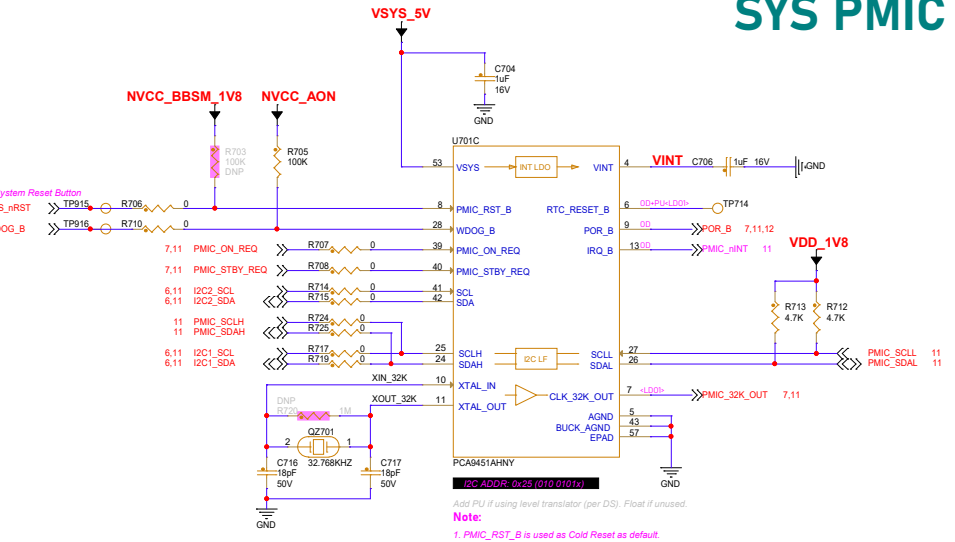 SYS PMIC
VSYS_5V
C704
1uF
16V
GND
NVCC_BBSM_1V8 NVCC_AON
R703
100K
DNP
R705
100K
U701C
53 VSYS INT LDO VINT 4 VINT C706 1uF 16V GND
ystem Reset Button
S_nRST TP915 R706 0 8 PMIC_RST_B RTC_RESET_B 6 OD+PU<LDOI> TP714
DOG_B TP916 R710 0 28 WDOG_B POR_B 9 OD POR_B 7,11,12
7,11 PMIC_ON_REQ R707 0 39 PMIC_ON_REQ IRQ_B 13 OD PMIC_nINT 11
VDD_1V8
7,11 PMIC_STBY_REQ R708 0 40 PMIC_STBY_REQ
6,11 I2C2_SCL R714 0 41 SCL
6,11 I2C2_SDA R715 0 42 SDA
R713
4.7K
R712
4.7K
11 PMIC_SCLH R724 0
11 PMIC_SDAH R725 0
6,11 I2C1_SCL R717 0 25 SCLH I2C LF SCLL 27 PMIC_SCLL 11
6,11 I2C1_SDA R719 0 24 SDAH SDAL 26 PMIC_SDAL 11
XIN_32K 10 XTAL_IN
XOUT_32K 11 XTAL_OUT CLK_32K_OUT 7 <LDOI> PMIC_32K_OUT 7,11
DNP
R720 1M
AGND 5
BUCK_AGND 43
EPAD 57
2 QZ701 1
32.768KHZ
C716
18pF
50V
C717
18pF
50V
GND
PCA9451AHNY
GND
I2C ADDR: 0x25 (010 0101x)
Add PU if using level translator (per DS). Float if unused.
Note:
1. PMIC_RST_B is used as Cold Reset as default.